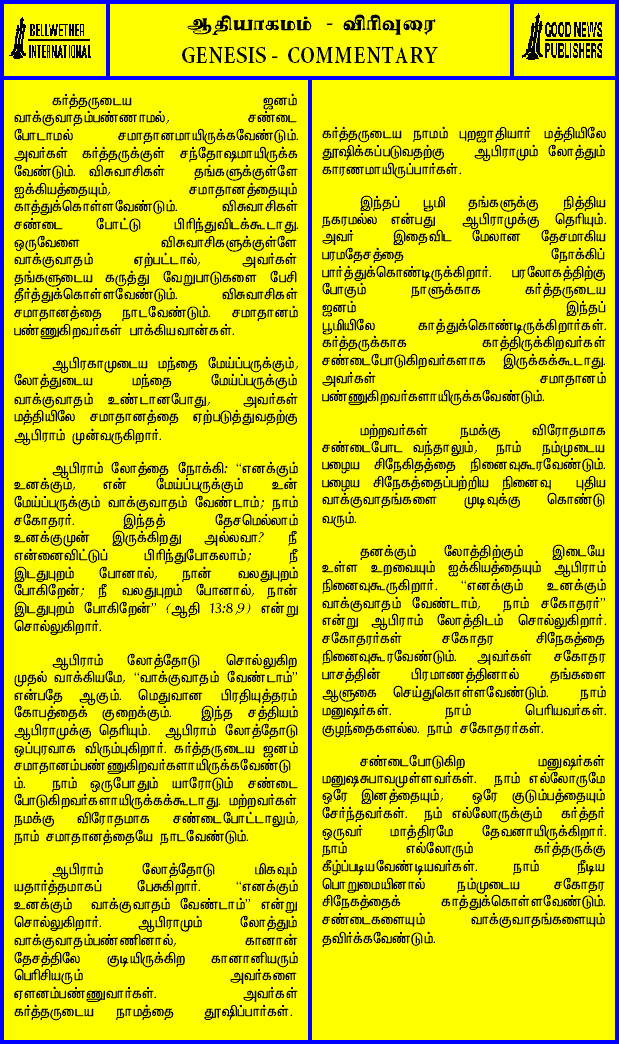 BELLWETHER
INTERNATIONAL
ஆதியாகமம் - விரிவுரை
GENESIS - COMMENTARY
GOOD NEWS
PUBLISHERS
கர்த்தருடைய ஜனம்
வாக்குவாதம்பண்ணாமல், சண்டை
போடாமல் சமாதானமாயிருக்கவேண்டும்.
அவர்கள் கர்த்தருக்குள் சந்தோஷமாயிருக்க
வேண்டும். விசுவாசிகள் தங்களுக்குள்ளே
ஐக்கியத்தையும், சமாதானத்தையும்
காத்துக்கொள்ளவேண்டும். விசுவாசிகள்
சண்டை போட்டு பிரிந்துவிடக்கூடாது.
ஒருவேளை விசுவாசிகளுக்குள்ளே
வாக்குவாதம் ஏற்பட்டால், அவர்கள்
தங்களுடைய கருத்து வேறுபாடுகளை பேசி
தீர்த்துக்கொள்ளவேண்டும். விசுவாசிகள்
சமாதானத்தை நாடவேண்டும். சமாதானம்
பண்ணுகிறவர்கள் பாக்கியவான்கள்.
ஆபிரகாமுடைய மந்தை மேய்ப்பருக்கும்,
லோத்துடைய மந்தை மேய்ப்பருக்கும்
வாக்குவாதம் உண்டானபோது, அவர்கள்
மத்தியிலே சமாதானத்தை ஏற்படுத்துவதற்கு
ஆபிராம் முன்வருகிறார்.
ஆபிராம் லோத்தை நோக்கி: "எனக்கும்
உனக்கும், என் மேய்ப்பருக்கும் உன்
மேய்ப்பருக்கும் வாக்குவாதம் வேண்டாம்; நாம்
சகோதரர். இந்தத் தேசமெல்லாம்
உனக்குமுன் இருக்கிறது அல்லவா? நீ
என்னைவிட்டுப் பிரிந்துபோகலாம்; நீ
இடதுபுறம் போனால், நான் வலதுபுறம்
போகிறேன்; நீ வலதுபுறம் போனால், நான்
இடதுபுறம் போகிறேன்" (ஆதி 13:8,9) என்று
சொல்லுகிறார்.
ஆபிராம் லோத்தோடு சொல்லுகிற
முதல் வாக்கியமே, "வாக்குவாதம் வேண்டாம்"
என்பதே ஆகும். மெதுவான பிரதியுத்தரம்
கோபத்தைக் குறைக்கும். இந்த சத்தியம்
ஆபிராமுக்கு தெரியும். ஆபிராம் லோத்தோடு
ஒப்புரவாக விரும்புகிறார். கர்த்தருடைய ஜனம்
சமாதானம்பண்ணுகிறவர்களாயிருக்கவேண்டு
ம். நாம் ஒருபோதும் யாரோடும் சண்டை
போடுகிறவர்களாயிருக்கக்கூடாது. மற்றவர்கள்
நமக்கு விரோதமாக சண்டைபோட்டாலும்,
நாம் சமாதானத்தையே நாடவேண்டும்.
ஆபிராம் லோத்தோடு மிகவும்
யதார்த்தமாகப் பேசுகிறார். "எனக்கும்
உனக்கும் வாக்குவாதம் வேண்டாம்" என்று
சொல்லுகிறார். ஆபிராமும் லோத்தும்
வாக்குவாதம்பண்ணினால், கானான்
தேசத்திலே குடியிருக்கிற கானானியரும்
பெரிசியரும் அவர்களை
ஏளனம்பண்ணுவார்கள். அவர்கள்
கர்த்தருடைய நாமத்தை தூஷிப்பார்கள்.
கர்த்தருடைய நாமம் புறஜாதியார் மத்தியிலே
தூஷிக்கப்படுவதற்கு ஆபிராமும் லோத்தும்
காரணமாயிருப்பார்கள்.
இந்தப் பூமி தங்களுக்கு நித்திய
நகரமல்ல என்பது ஆபிராமுக்கு தெரியும்.
அவர் இதைவிட மேலான தேசமாகிய
பரமதேசத்தை நோக்கிப்
பார்த்துக்கொண்டிருக்கிறார். பரலோகத்திற்கு
போகும் நாளுக்காக கர்த்தருடைய
ஜனம் இந்தப்
பூமியிலே காத்துக்கொண்டிருக்கிறார்கள்.
கர்த்தருக்காக காத்திருக்கிறவர்கள்
சண்டைபோடுகிறவர்களாக இருக்கக்கூடாது.
அவர்கள் சமாதானம்
பண்ணுகிறவர்களாயிருக்கவேண்டும்.
மற்றவர்கள் நமக்கு விரோதமாக
சண்டைபோட வந்தாலும், நாம் நம்முடைய
பழைய சிநேகிதத்தை நினைவுகூரவேண்டும்.
பழைய சிநேகத்தைப்பற்றிய நினைவு புதிய
வாக்குவாதங்களை முடிவுக்கு கொண்டு
வரும்.
தனக்கும் லோத்திற்கும் இடையே
உள்ள உறவையும் ஐக்கியத்தையும் ஆபிராம்
நினைவுகூருகிறார். "எனக்கும் உனக்கும்
வாக்குவாதம் வேண்டாம், நாம் சகோதரர்"
என்று ஆபிராம் லோத்திடம் சொல்லுகிறார்.
சகோதரர்கள் சகோதர சிநேகத்தை
நினைவுகூரவேண்டும். அவர்கள் சகோதர
பாசத்தின் பிரமாணத்தினால் தங்களை
ஆளுகை செய்துகொள்ளவேண்டும். நாம்
மனுஷர்கள். நாம் பெரியவர்கள்.
குழந்தைகளல்ல. நாம் சகோதரர்கள்.
சண்டைபோடுகிற மனுஷர்கள்
மனுஷசுபாவமுள்ளவர்கள். நாம் எல்லோருமே
ஒரே இனத்தையும், ஒரே குடும்பத்தையும்
சேர்ந்தவர்கள். நம் எல்லோருக்கும் கர்த்தர்
ஒருவர் மாத்திரமே தேவனாயிருக்கிறார்.
நாம் எல்லோரும் கர்த்தருக்கு
கீழ்ப்படியவேண்டியவர்கள். நாம் நீடிய
பொறுமையினால் நம்முடைய சகோதர
சிநேகத்தைக் காத்துக்கொள்ளவேண்டும்.
சண்டைகளையும் வாக்குவாதங்களையும்
தவிர்க்கவேண்டும்.